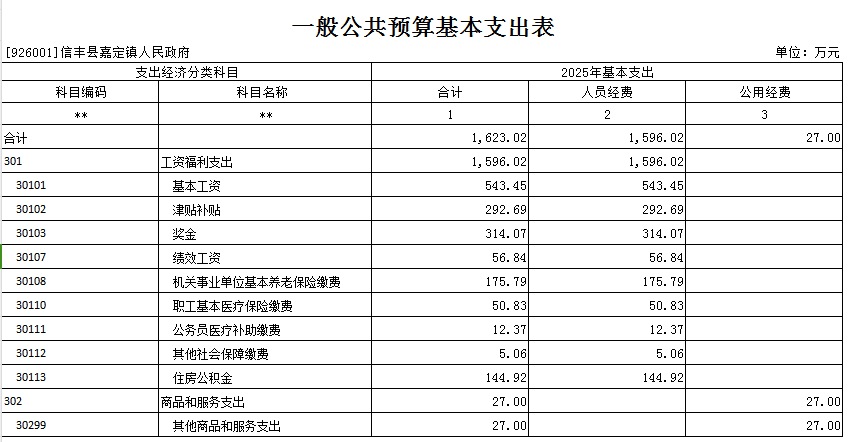 一般公共预算基本支出表
[926001]信丰县嘉定镇人民政府 单位：万元
支出经济分类科目 2025年基本支出
科目编码 科目名称 合计 人员经费 公用经费
** ** 1 2 3
合计 1,623.02 1,596.02 27.00
301 工资福利支出 1,596.02 1,596.02
30101 基本工资 543.45 543.45
30102 津贴补贴 292.69 292.69
30103 奖金 314.07 314.07
30107 绩效工资 56.84 56.84
30108 机关事业单位基本养老保险缴费 175.79 175.79
30110 职工基本医疗保险缴费 50.83 50.83
30111 公务员医疗补助缴费 12.37 12.37
30112 其他社会保障缴费 5.06 5.06
30113 住房公积金 144.92 144.92
302 商品和服务支出 27.00 27.00
30299 其他商品和服务支出 27.00 27.00